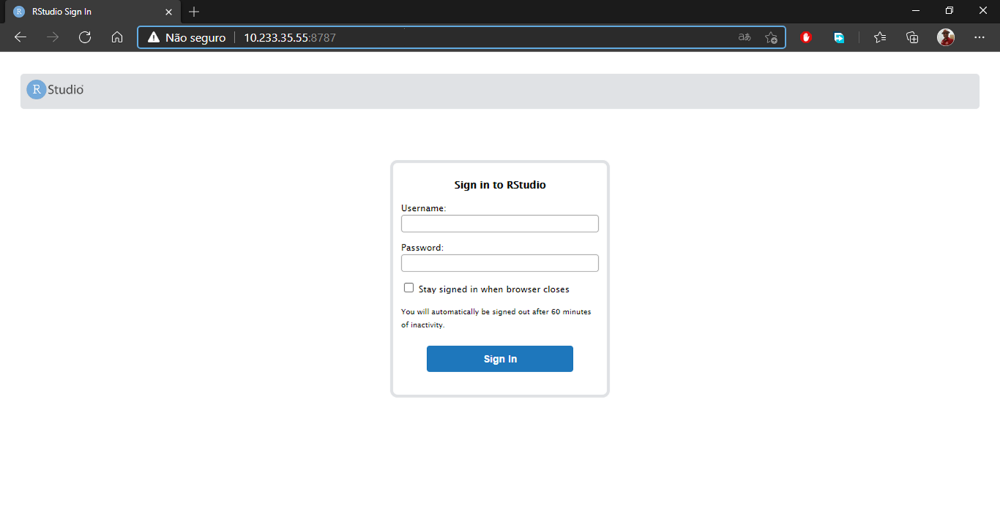 RStudio Sign In
Não seguro 10.233.35.55:8787
R Studio
Sign in to RStudio
Username:
Password:
Stay signed in when browser closes
You will automatically be signed out after 60 minutes
of inactivity.
Sign In